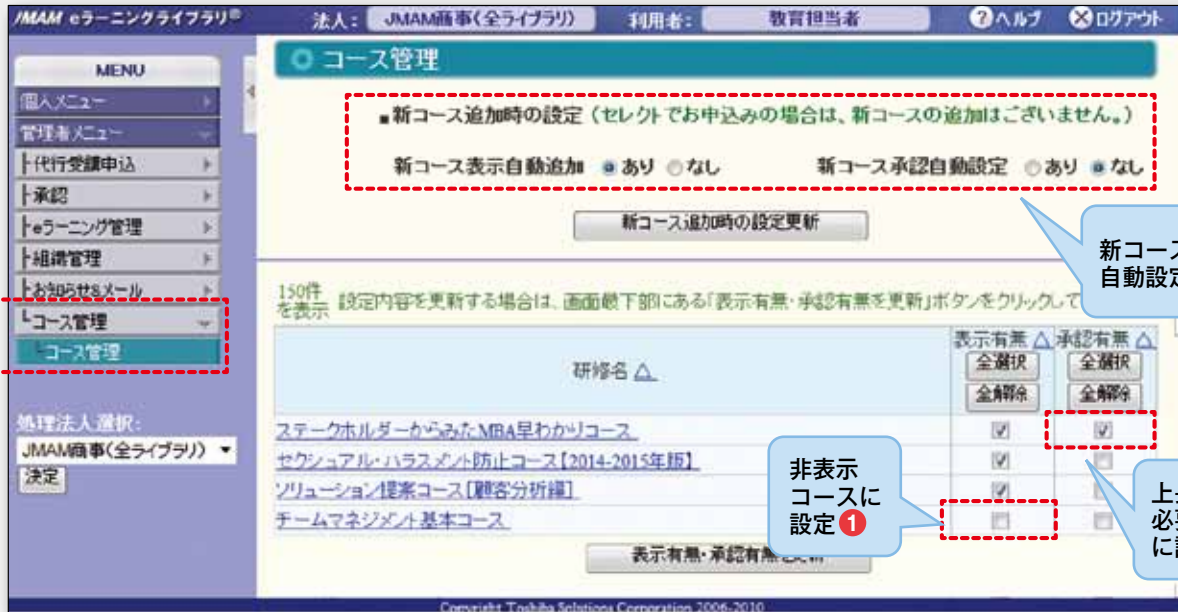 JMAM eラーニングライブラリ®
法人: JMAM商事(全ライブラリ) 利用者: 教育担当者 ?ヘルプ ×ログアウト
MENU
個人メニュー
管理者メニュー
├代行受講申込
├承認
├eラーニング管理
├組織管理
├お知らせ&メール
└コース管理
└コース管理
処理法人選択:
JMAM商事(全ライブラリ) ▼
決定
コース管理
■新コース追加時の設定(セレクトでお申込みの場合は、新コースの追加はございません。)
新コース表示自動追加 あり なし 新コース承認自動設定 あり なし
新コース追加時の設定更新
新コース
自動設定
150件を表示 設定内容を更新する場合は、画面最下部にある「表示有無・承認有無を更新」ボタンをクリックして
研修名△ 表示有無△ 承認有無△
全選択 全選択
全解除 全解除
ステークホルダーからみたMBA早わかりコース
セクシュアル・ハラスメント防止コース【2014-2015年版】
ソリューション提案コース[顧客分析編]
チームマネジメント基本コース
非表示
コースに
設定❶
上
必
に
表示有無・承認有無を更新
Copyright Toshiba Solutions Corporation 2006-2010